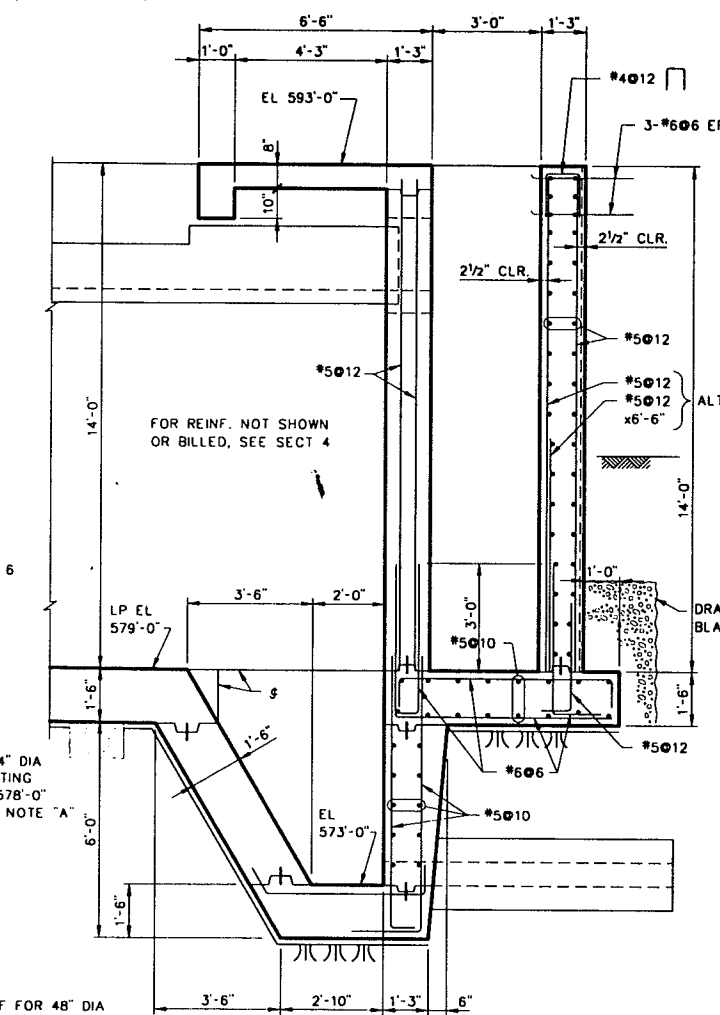 6'-6"
3'-0"
1'-3"
1'-0"
4'-3"
1'-3"
#4@12
EL 593'-0"
3-#6@6 EF
8"
10"
2½" CLR.
2½" CLR.
#5@12
#5@12
#5@12
#5@12
x6'-6"
ALT
14'-0"
FOR REINF. NOT SHOWN
OR BILLED, SEE SECT 4
14'-0"
6
3'-6"
2'-0"
3'-0"
1'-0"
LP EL
579'-0"
DRA
BLA
#5@10
1'-6"
1'-6"
1'-6"
#5@12
#6@6
4" DIA
TING
578'-0"
NOTE "A"
6'-0"
EL
573'-0"
#5@10
1'-6"
F FOR 48" DIA
3'-6"
2'-10"
1'-3"
6"